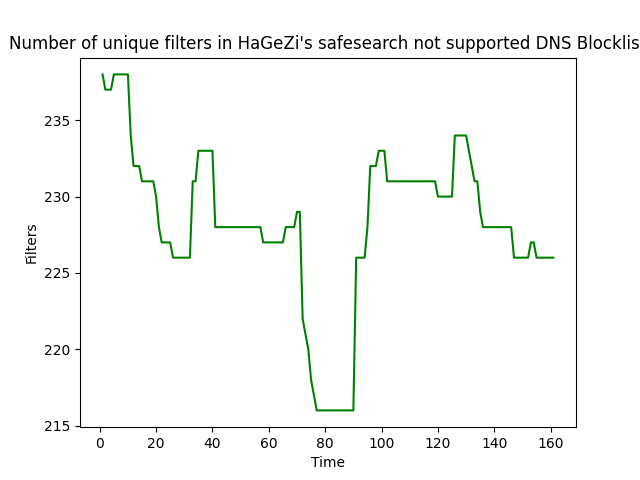 Number of unique filters in HaGeZi's safesearch not supported DNS Blocklis
235
230
225
220
215
Filters
0 20 40 60 80 100 120 140 160
Time